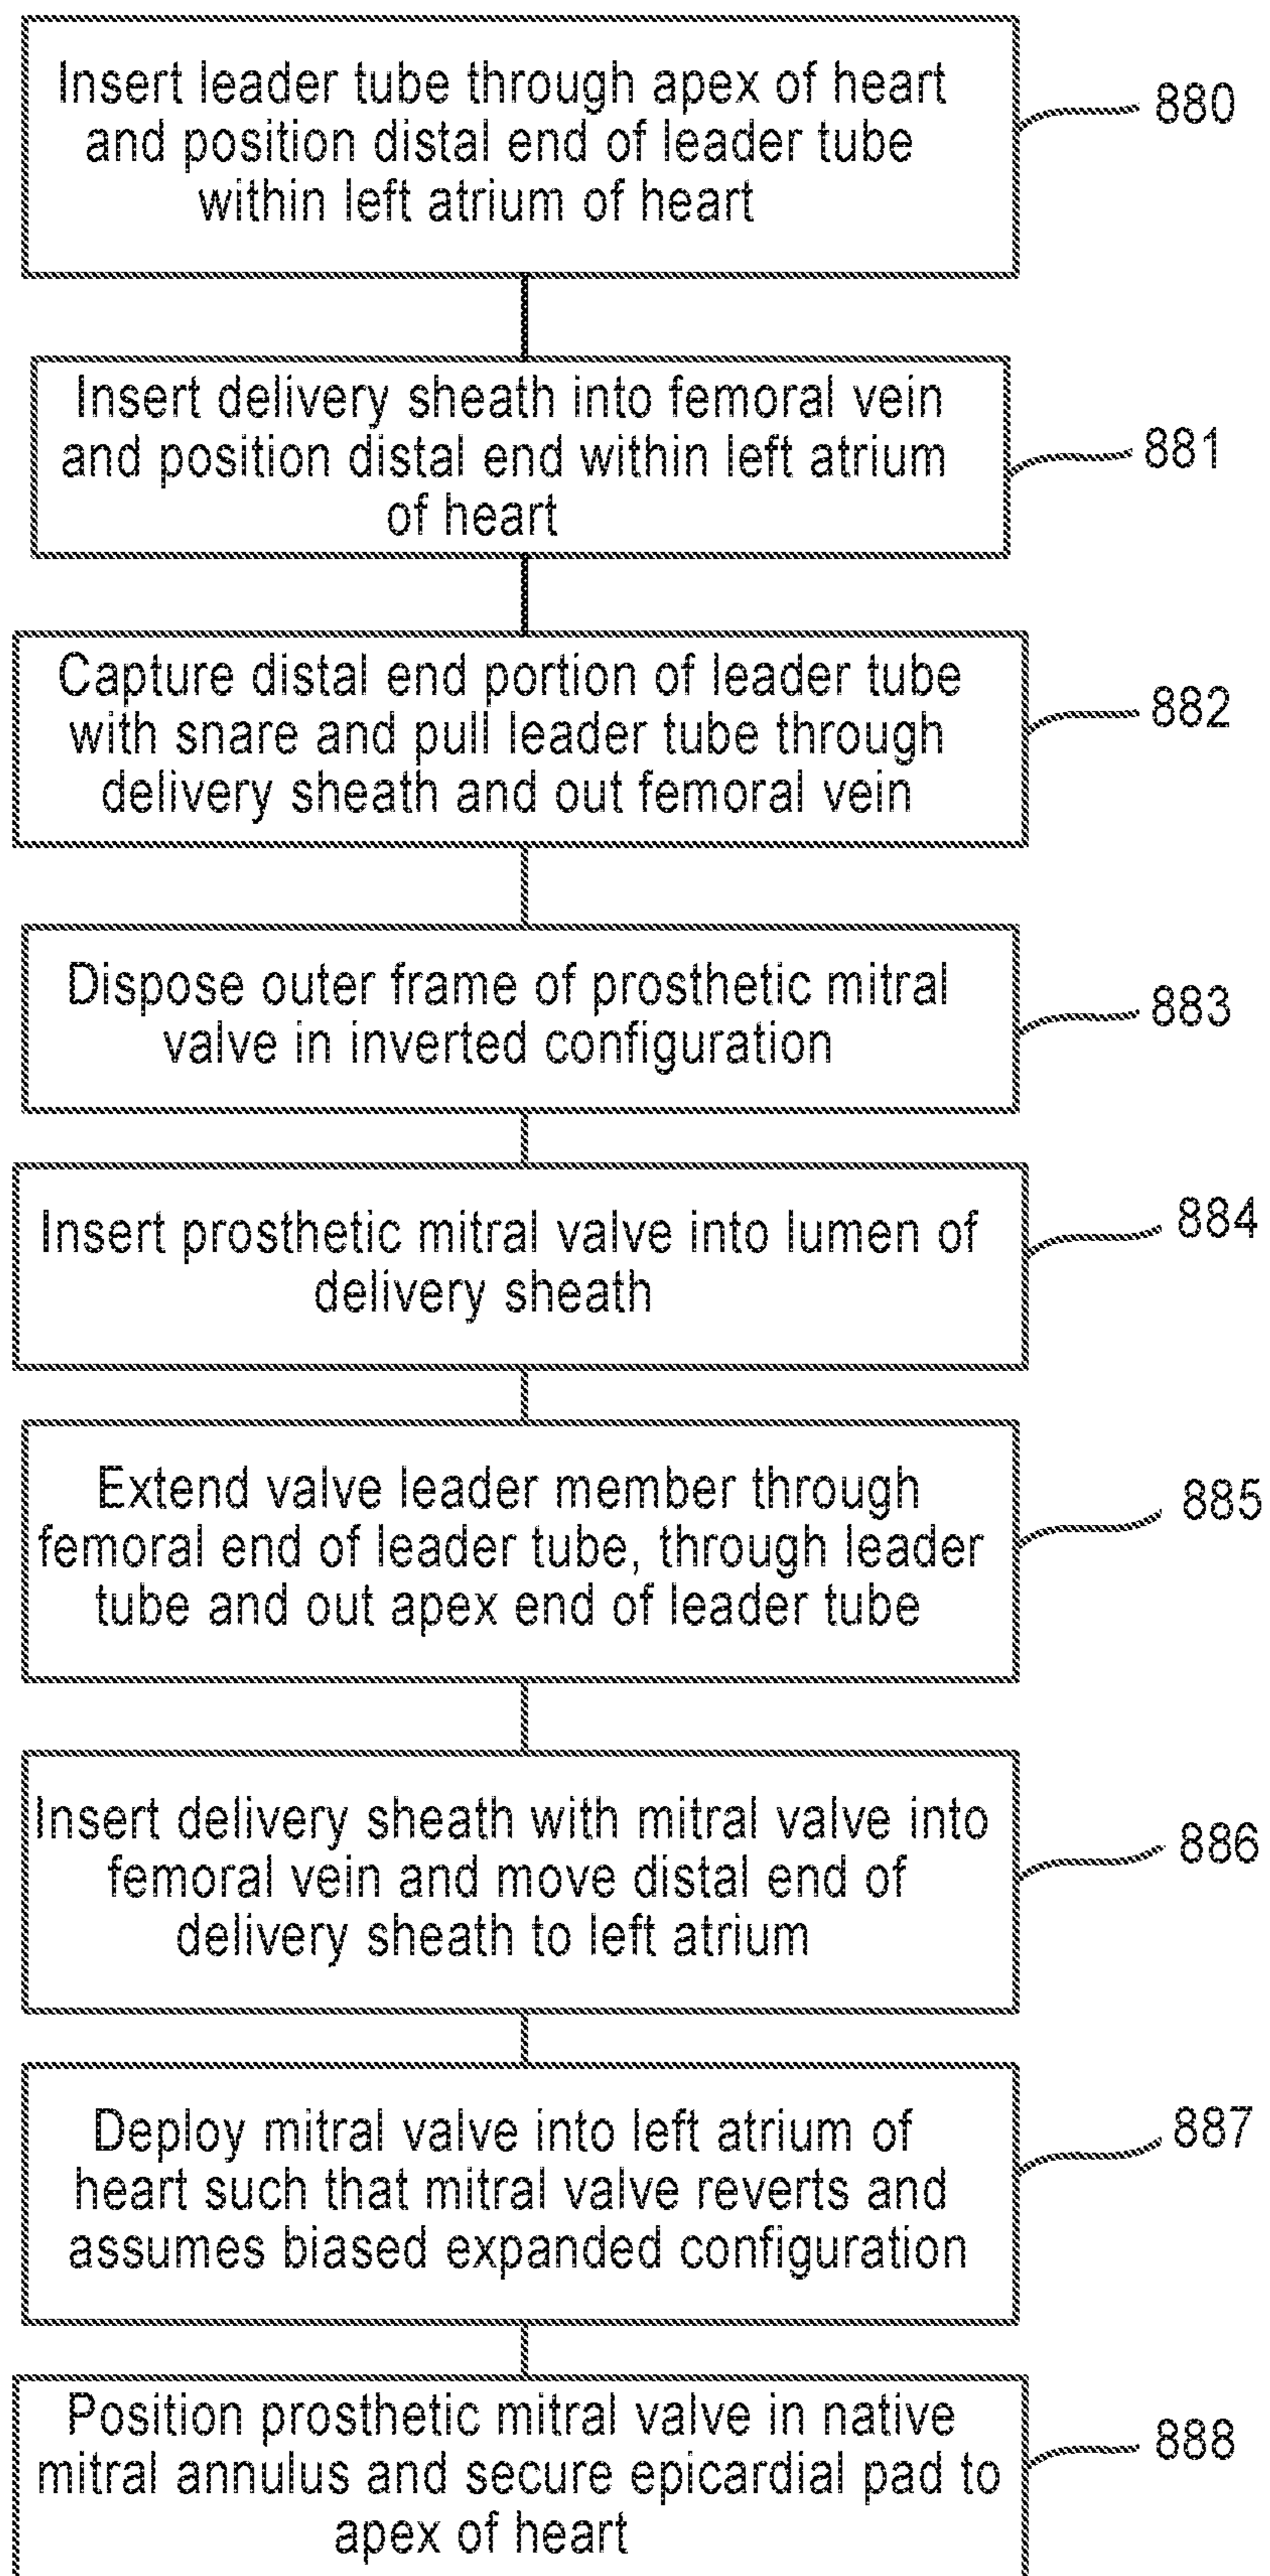 Insert leader tube through apex of heart
and position distal end of leader tube
within left atrium of heart
880
Insert delivery sheath into femoral vein
and position distal end within left atrium
of heart
881
Capture distal end portion of leader tube
with snare and pull leader tube through
delivery sheath and out femoral vein
882
Dispose outer frame of prosthetic mitral
valve in inverted configuration
883
Insert prosthetic mitral valve into lumen of
delivery sheath
884
Extend valve leader member through
femoral end of leader tube, through leader
tube and out apex end of leader tube
885
Insert delivery sheath with mitral valve into
femoral vein and move distal end of
delivery sheath to left atrium
886
Deploy mitral valve into left atrium of
heart such that mitral valve reverts and
assumes biased expanded configuration
887
Position prosthetic mitral valve in native
mitral annulus and secure epicardial pad to
apex of heart
888